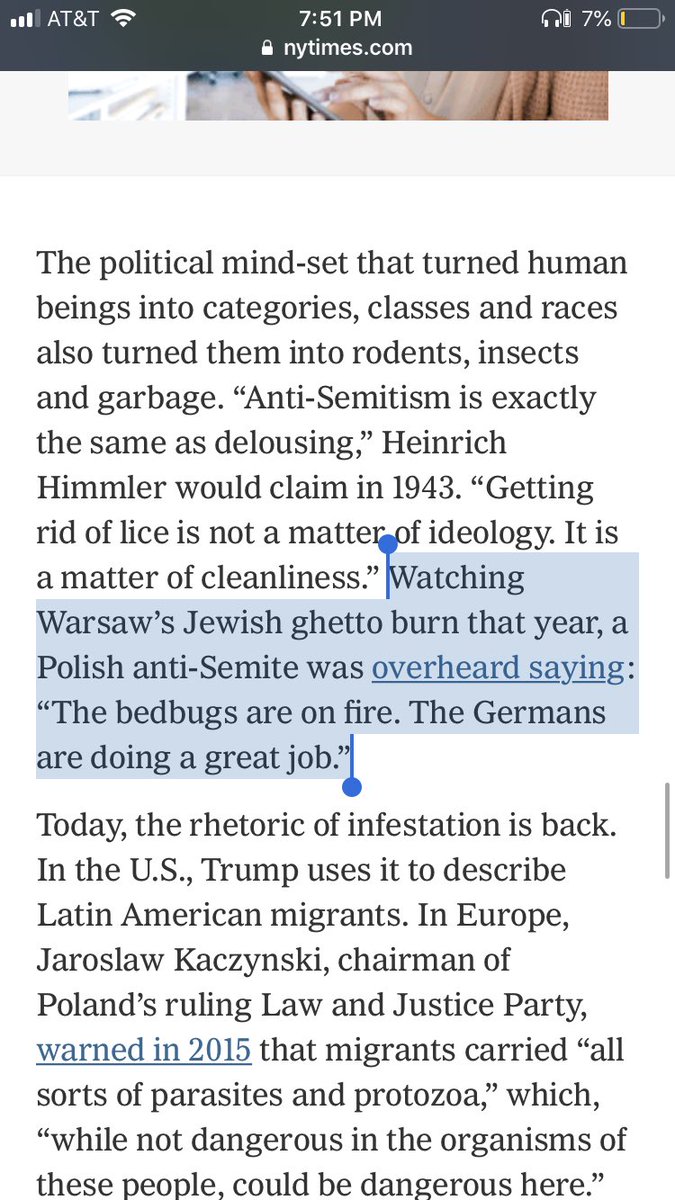 AT&T 7:51 PM 7%
nytimes.com
The political mind-set that turned human
beings into categories, classes and races
also turned them into rodents, insects
and garbage. “Anti-Semitism is exactly
the same as delousing,” Heinrich
Himmler would claim in 1943. “Getting
rid of lice is not a matter of ideology. It is
a matter of cleanliness.” Watching
Warsaw’s Jewish ghetto burn that year, a
Polish anti-Semite was overheard saying:
“The bedbugs are on fire. The Germans
are doing a great job.”
Today, the rhetoric of infestation is back.
In the U.S., Trump uses it to describe
Latin American migrants. In Europe,
Jaroslaw Kaczynski, chairman of
Poland’s ruling Law and Justice Party,
warned in 2015 that migrants carried “all
sorts of parasites and protozoa,” which,
“while not dangerous in the organisms of
these people, could be dangerous here.”